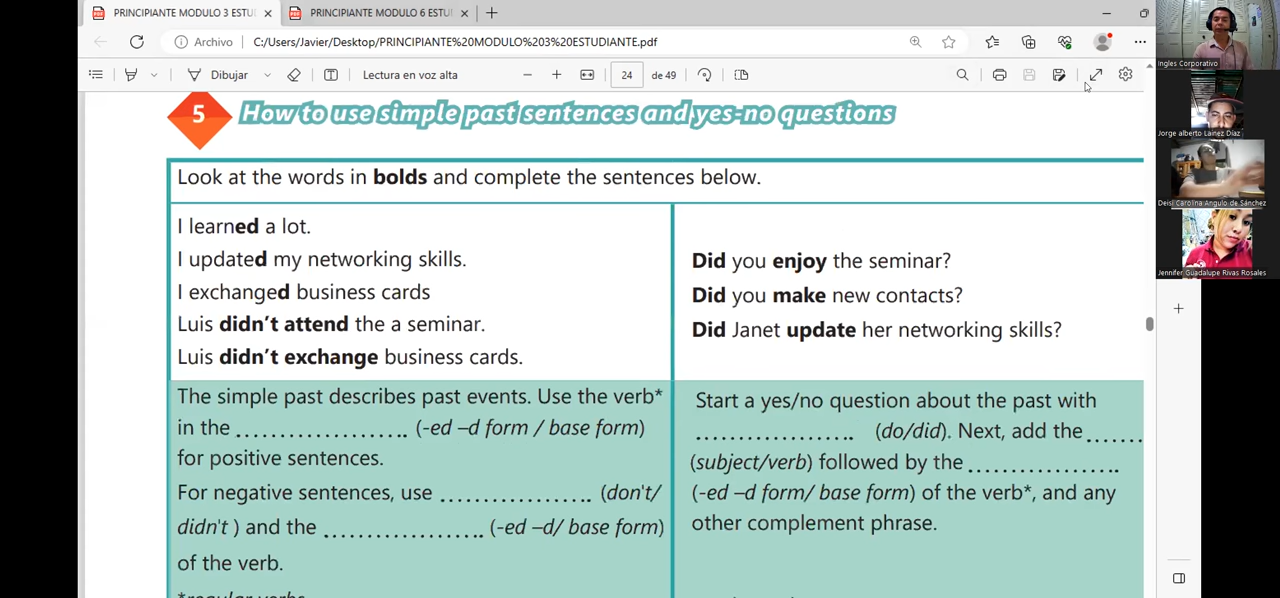 PRINCIPIANTE MODULO 3 ESTU
PRINCIPIANTE MODULO 6 ESTU
Archivo
C:/Users/Javier/Desktop/PRINCIPIANTE%20MODULO%203%20ESTUDIANTE.pdf
Dibujar
Lectura en voz alta
24
de 49
5
How to use simple past sentences and yes-no questions
Look at the words in bolds and complete the sentences below.
I learned a lot.
I updated my networking skills.
I exchanged business cards
Luis didn't attend the a seminar.
Luis didn't exchange business cards.
Did you enjoy the seminar?
Did you make new contacts?
Did Janet update her networking skills?
The simple past describes past events. Use the verb*
in the .................... (-ed –d form / base form)
for positive sentences.
For negative sentences, use .................. (don't/
didn't ) and the ................... (-ed –d/ base form)
of the verb.
*regular verbs
Start a yes/no question about the past with
................... (do/did). Next, add the .......
(subject/verb) followed by the ..................
(-ed –d form/ base form) of the verb*, and any
other complement phrase.
Ingles Corporativo
Jorge alberto Lainez Díaz
Deisi Carolina Angulo de Sánchez
Jennifer Guadalupe Rivas Rosales